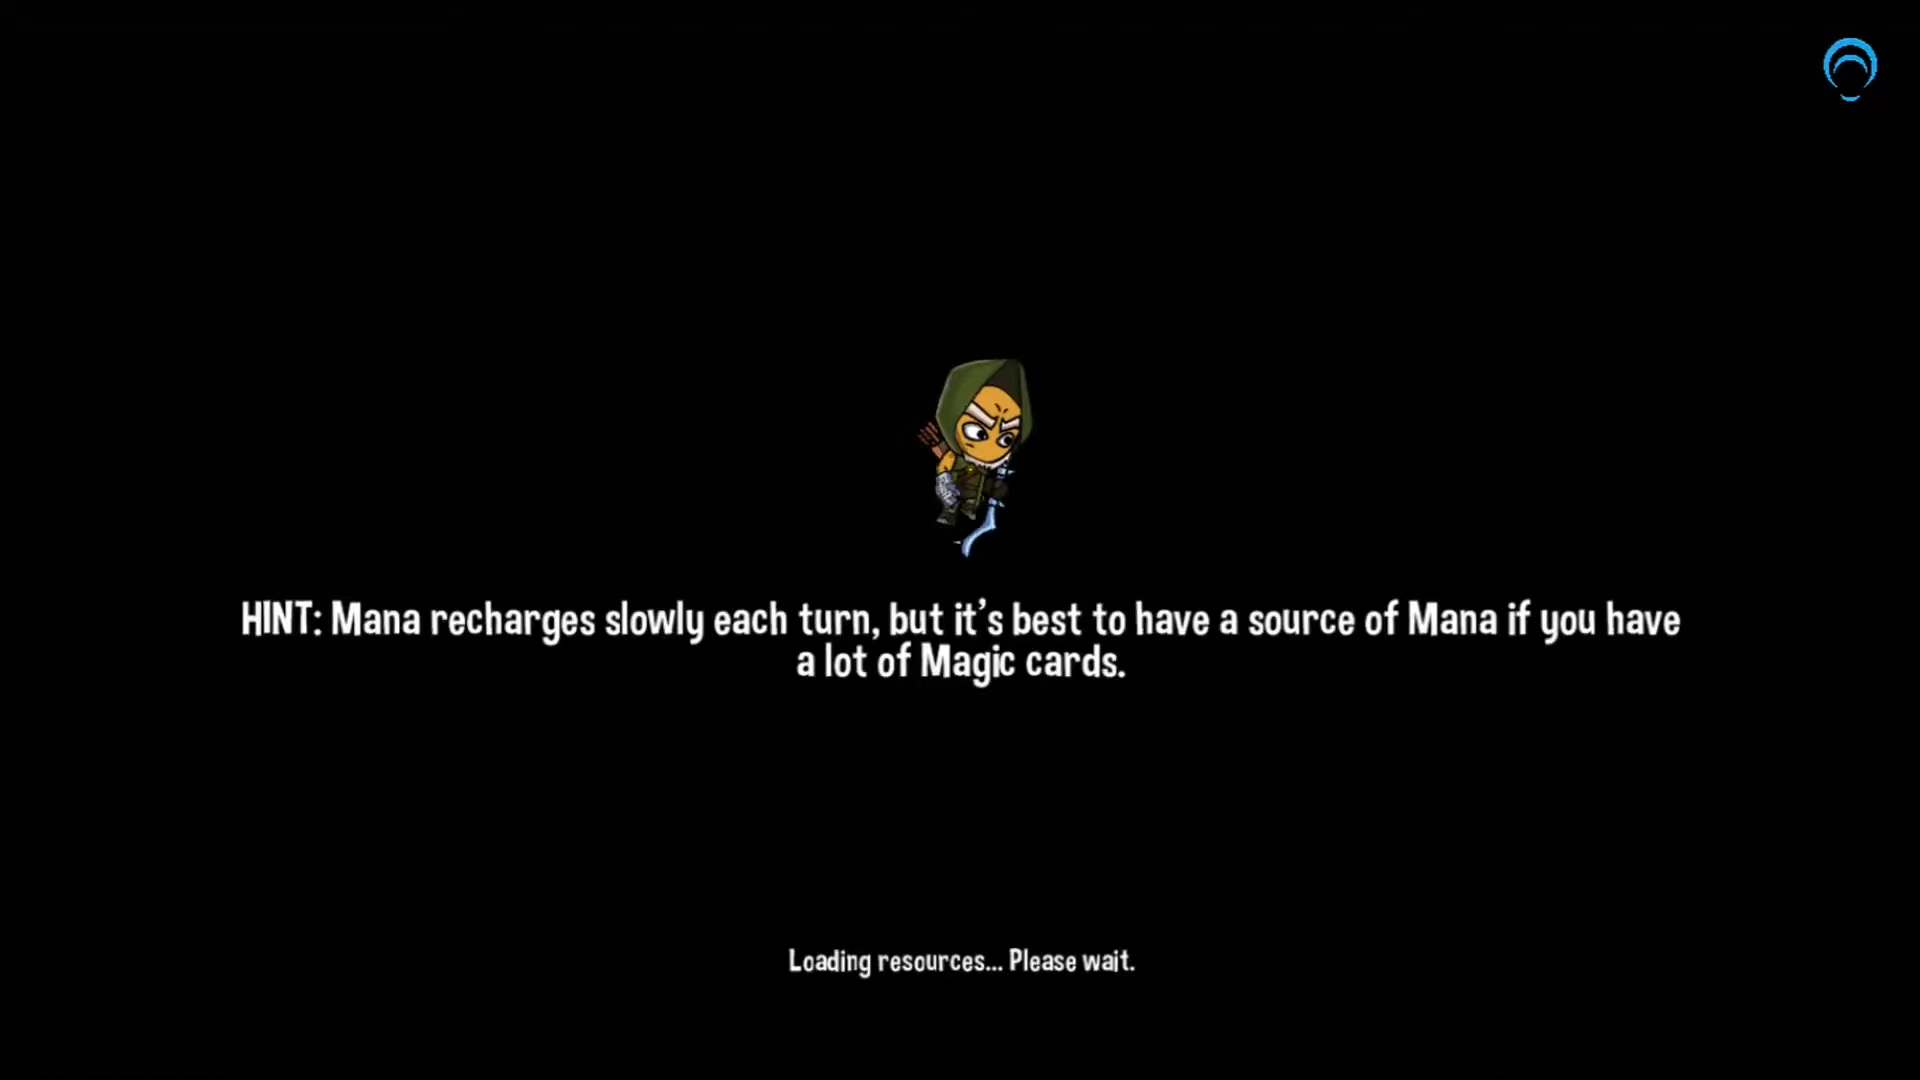 HINT: Mana recharges slowly each turn, but it's best to have a source of Mana if you have
a lot of Magic cards.
Loading resources... Please wait.